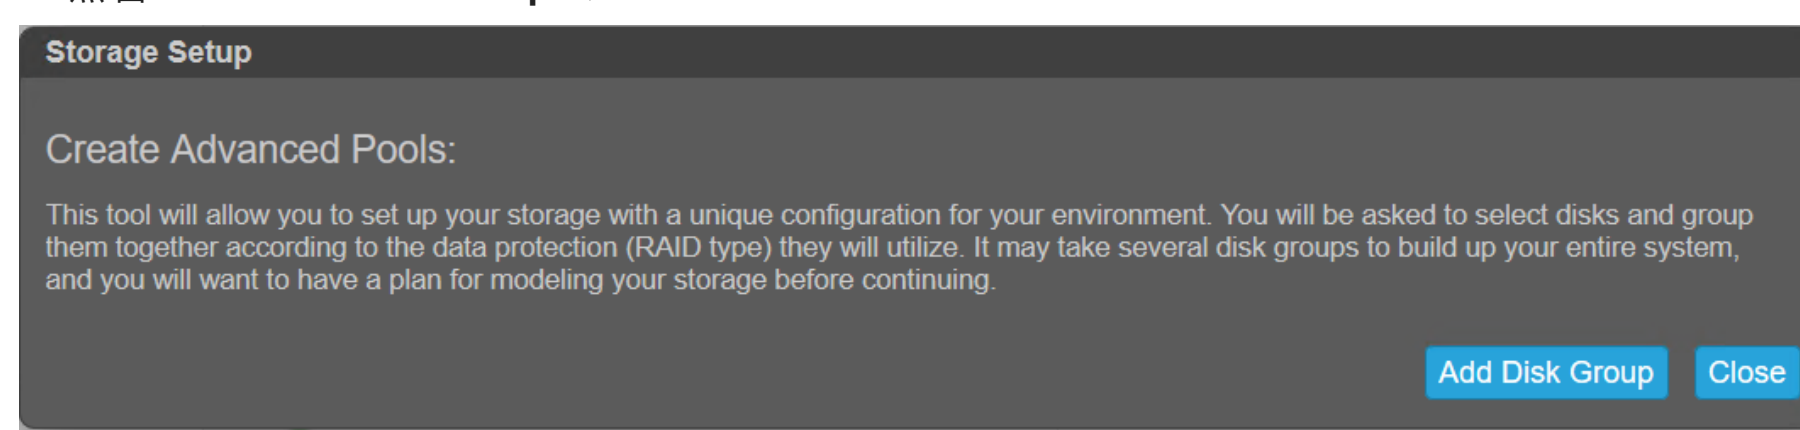 Storage Setup
Create Advanced Pools:
This tool will allow you to set up your storage with a unique configuration for your environment. You will be asked to select disks and group
them together according to the data protection (RAID type) they will utilize. It may take several disk groups to build up your entire system,
and you will want to have a plan for modeling your storage before continuing.
Add Disk Group
Close